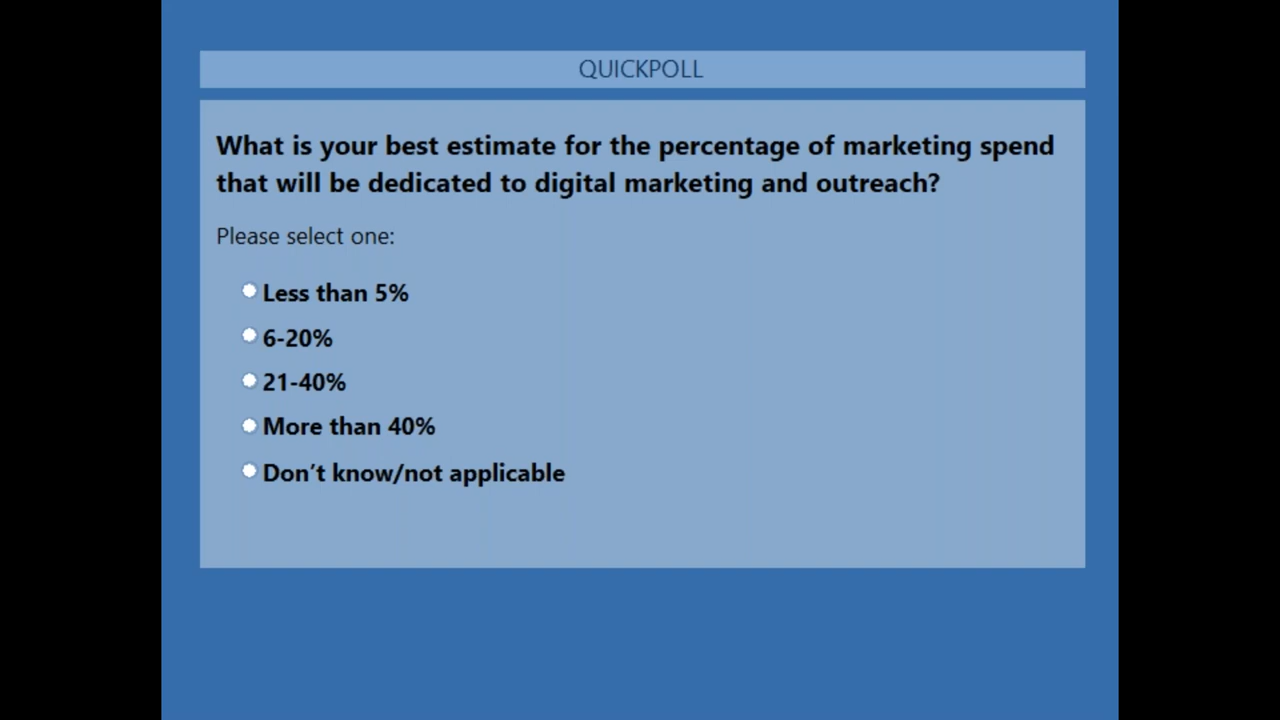 QUICKPOLL
What is your best estimate for the percentage of marketing spend
that will be dedicated to digital marketing and outreach?
Please select one:
Less than 5%
6-20%
21-40%
More than 40%
Don’t know/not applicable